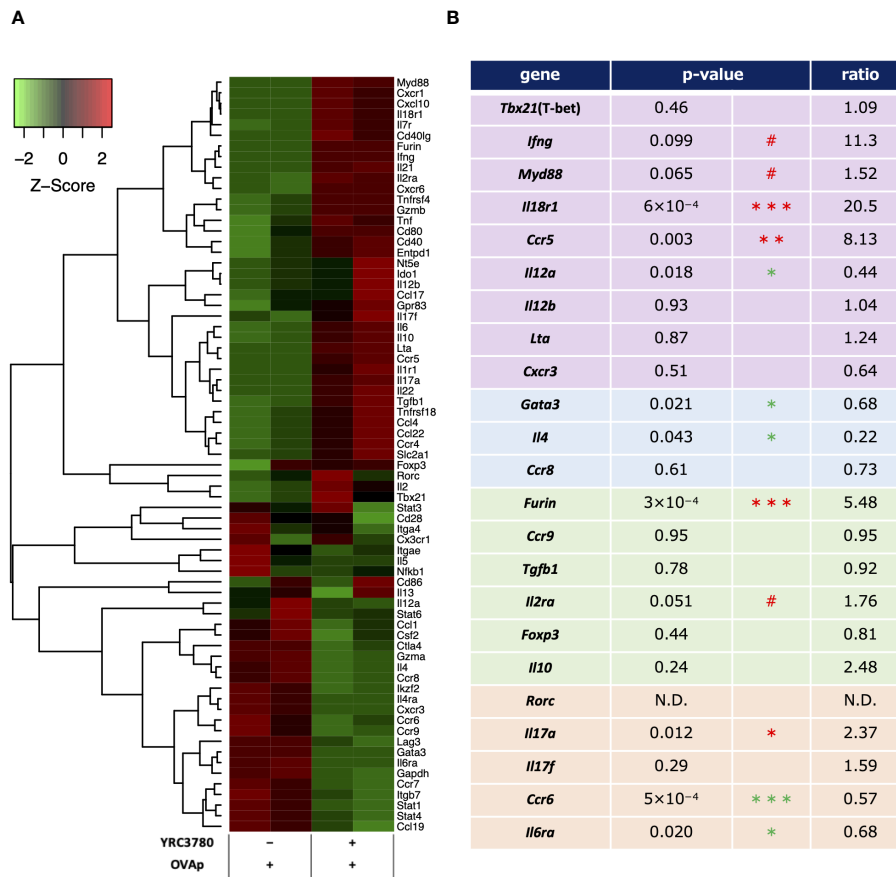 A
B
−2 0 2
Z−Score
Myd88
Cxcr1
Cxcl10
Il18r1
Il7r
Cd40lg
Furin
Ifng
Il21
Il2ra
Cxcr6
Tnfrsf4
Gzmb
Tnf
Cd80
Cd40
Entpd1
Nt5e
Ido1
Il12b
Ccl17
Gpr83
Il17f
Il6
Il10
Lta
Ccr5
Il1r1
Il17a
Il22
Tgfb1
Tnfrsf18
Ccl4
Ccl22
Ccr4
Slc2a1
Foxp3
Rorc
Il2
Tbx21
Stat3
Cd28
Itga4
Cx3cr1
Itgae
Il5
Nfkb1
Cd86
Il13
Il12a
Stat6
Ccl1
Csf2
Ctla4
Gzma
Il4
Ccr8
Ikzf2
Il4ra
Cxcr3
Ccr6
Ccr9
Lag3
Gata3
Il6ra
Gapdh
Ccr7
Itgb7
Stat1
Stat4
Ccl19
YRC3780 − +
OVAp + +
gene p-value ratio
Tbx21(T-bet) 0.46 1.09
Ifng 0.099 # 11.3
Myd88 0.065 # 1.52
Il18r1 6×10⁻⁴ *** 20.5
Ccr5 0.003 ** 8.13
Il12a 0.018 * 0.44
Il12b 0.93 1.04
Lta 0.87 1.24
Cxcr3 0.51 0.64
Gata3 0.021 * 0.68
Il4 0.043 * 0.22
Ccr8 0.61 0.73
Furin 3×10⁻⁴ *** 5.48
Ccr9 0.95 0.95
Tgfb1 0.78 0.92
Il2ra 0.051 # 1.76
Foxp3 0.44 0.81
Il10 0.24 2.48
Rorc N.D. N.D.
Il17a 0.012 * 2.37
Il17f 0.29 1.59
Ccr6 5×10⁻⁴ *** 0.57
Il6ra 0.020 * 0.68